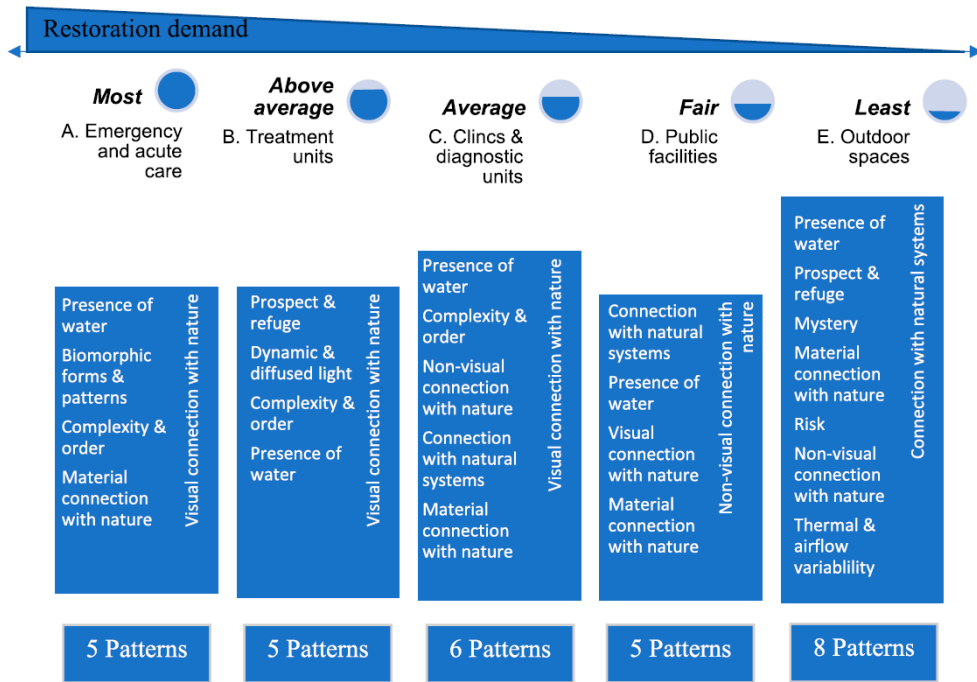 Restoration demand
Most
A. Emergency
and acute
care
Above
average
B. Treatment
units
Average
C. Clincs &
diagnostic
units
Fair
D. Public
facilities
Least
E. Outdoor
spaces
Presence of
water
Biomorphic
forms &
patterns
Complexity &
order
Material
connection
with nature
Visual connection with nature
Prospect &
refuge
Dynamic &
diffused light
Complexity &
order
Presence of
water
Visual connection with nature
Presence of
water
Complexity &
order
Non-visual
connection
with nature
Connection
with natural
systems
Material
connection
with nature
Visual connection with nature
Connection
with natural
systems
Presence of
water
Visual
connection
with nature
Material
connection
with nature
Non-visual connection with
nature
Presence of
water
Prospect &
refuge
Mystery
Material
connection
with nature
Risk
Non-visual
connection
with nature
Thermal &
airflow
variablility
Connection with natural systems
5 Patterns
5 Patterns
6 Patterns
5 Patterns
8 Patterns